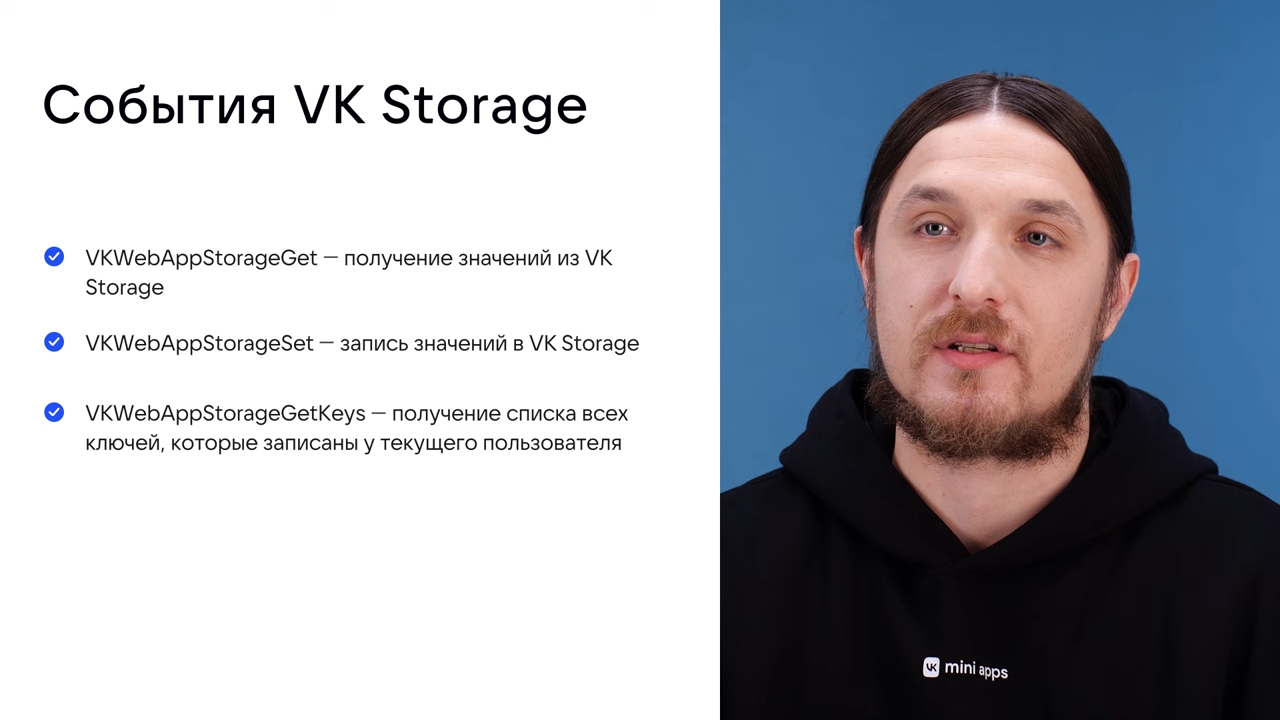 События VK Storage
VKWebAppStorageGet — получение значений из VK
Storage
VKWebAppStorageSet — запись значений в VK Storage
VKWebAppStorageGetKeys — получение списка всех
ключей, которые записаны у текущего пользователя
VK mini apps